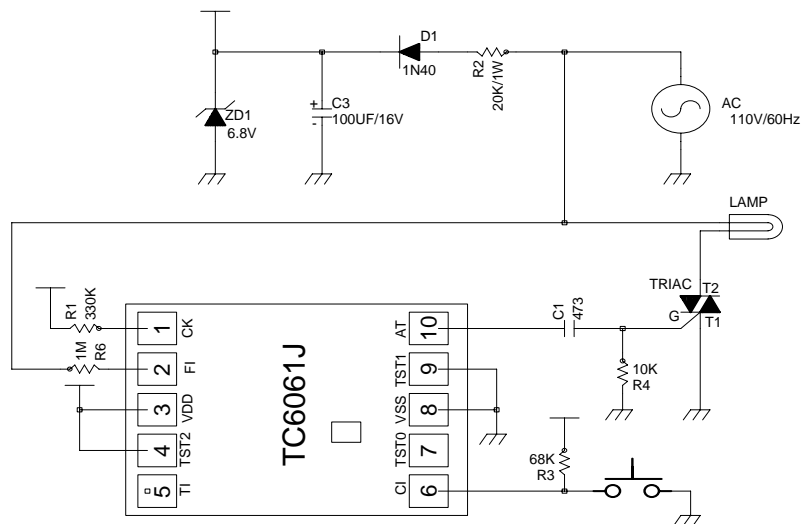 D1
1N40
R2
20K/1W
ZD1
6.8V
+
-
C3
100UF/16V
AC
110V/60Hz
LAMP
TRIAC
T2
G
T1
R1
330K
1M
R6
1
CK
2
FI
3
VDD
4
TST2
5
TI
TC6061J
10
AT
9
TST1
8
VSS
7
TST0
6
CI
C1
473
10K
R4
68K
R3